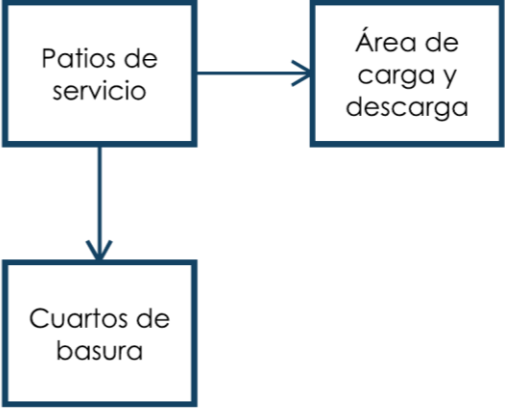 Patios de
servicio
Área de
carga y
descarga
Cuartos de
basura